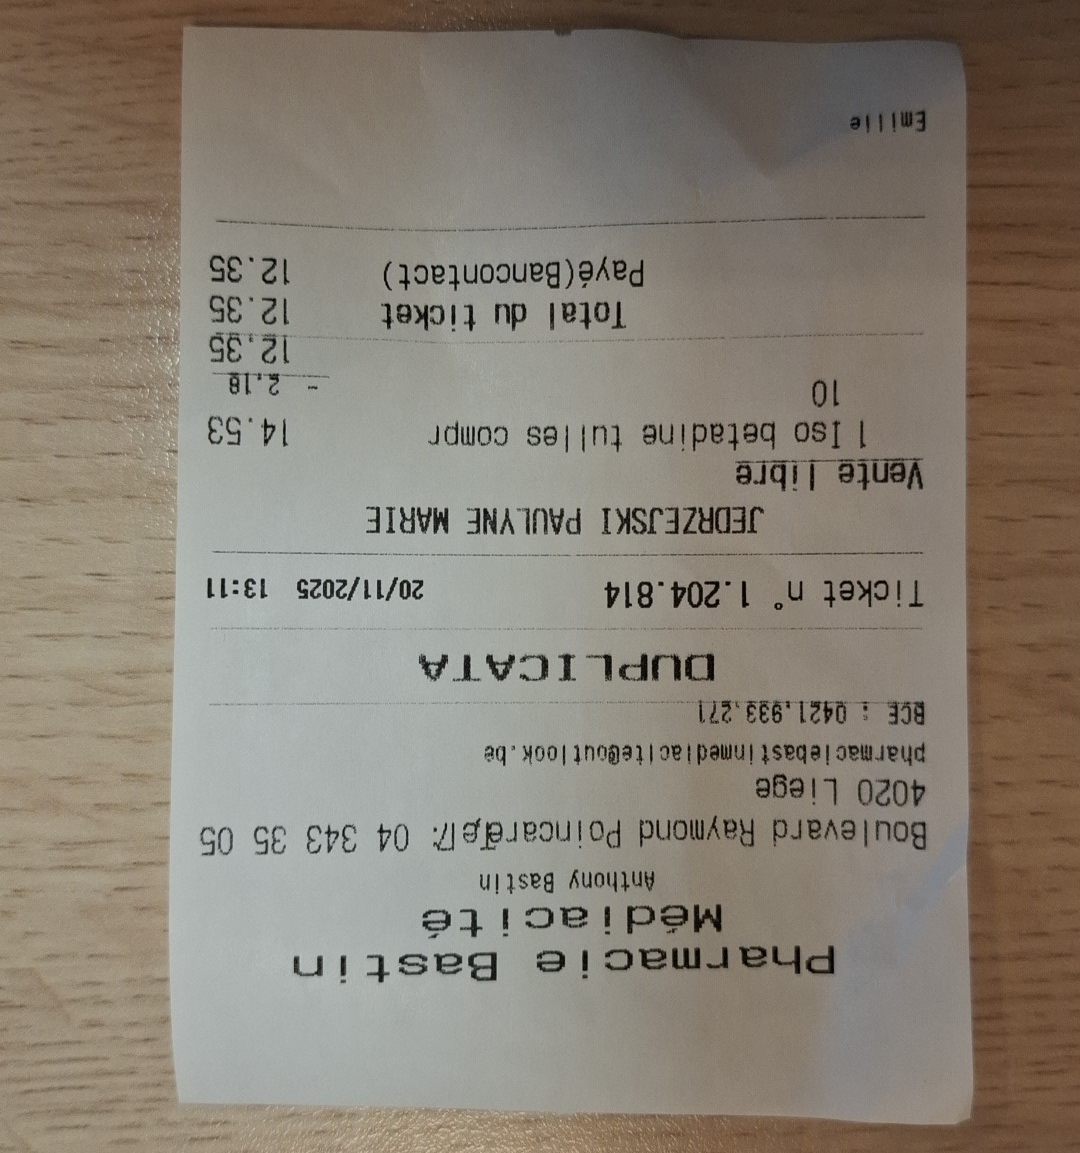 Pharmacie Bastin
Médiacité
Anthony Bastin
Boulevard Raymond Poincaré 04 343 35 05
4020 Liège
pharmaciebastinmediacite@outlook.be
BCE : 0421.933.271
DUPLICATA
Ticket n° 1.204.814 20/11/2025 13:11
JEDRZEJSKI PAULYNE MARIE
Vente libre
1 Iso betadine tulles compr 14.53
10
- 2.18
12.35
Total du ticket 12.35
Payé(Bancontact) 12.35
Emilie